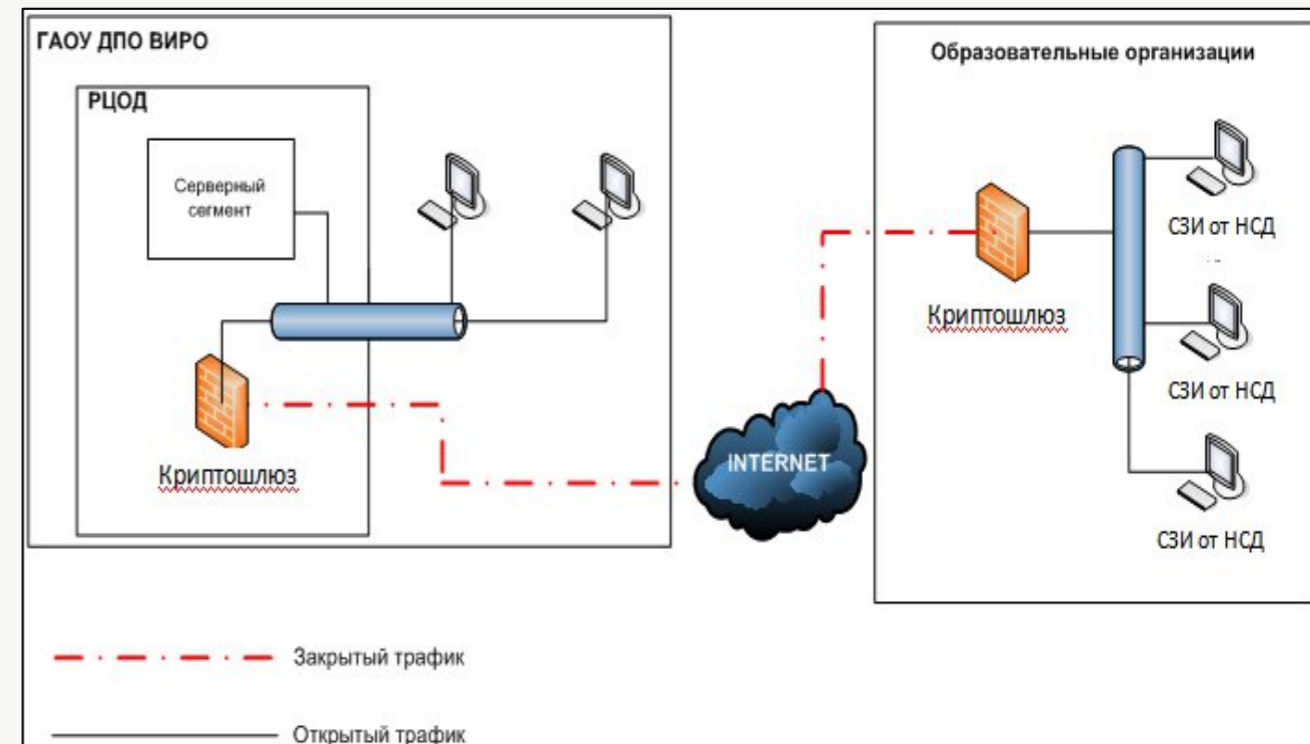 ГАОУ ДПО ВИРО
РЦОД
Серверный
сегмент
Криптошлюз
INTERNET
Образовательные организации
Криптошлюз
СЗИ от НСД
СЗИ от НСД
СЗИ от НСД
Закрытый трафик
Открытый трафик